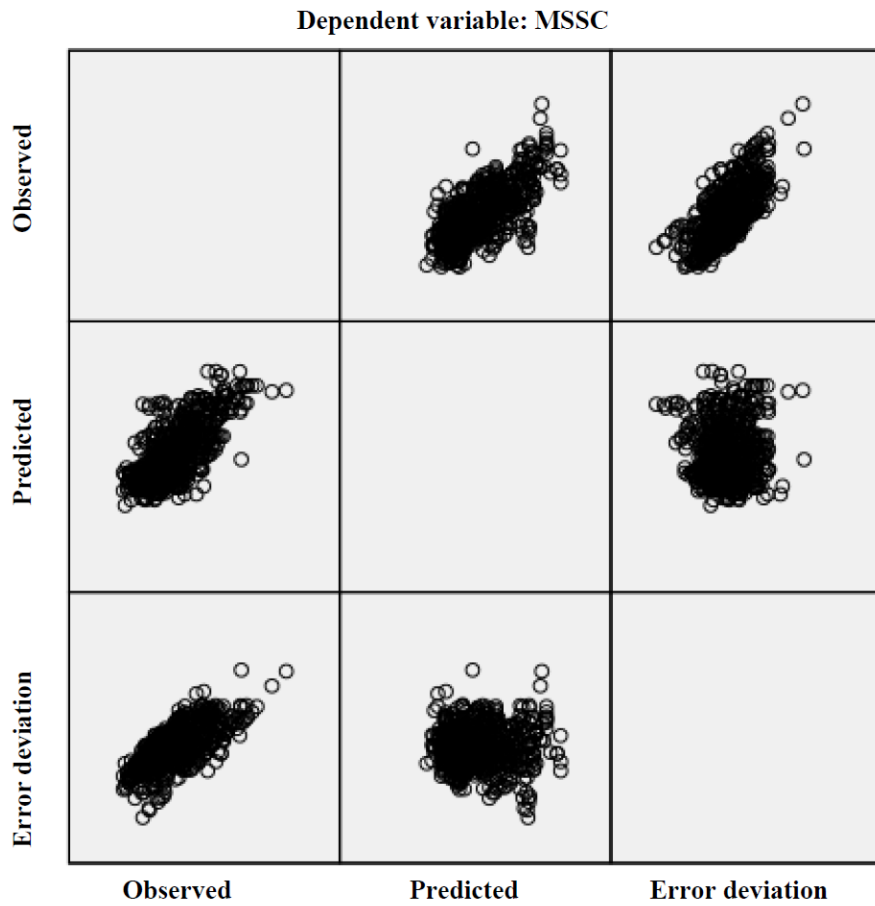 Dependent variable: MSSC
Observed
Predicted
Error deviation
Observed
Predicted
Error deviation